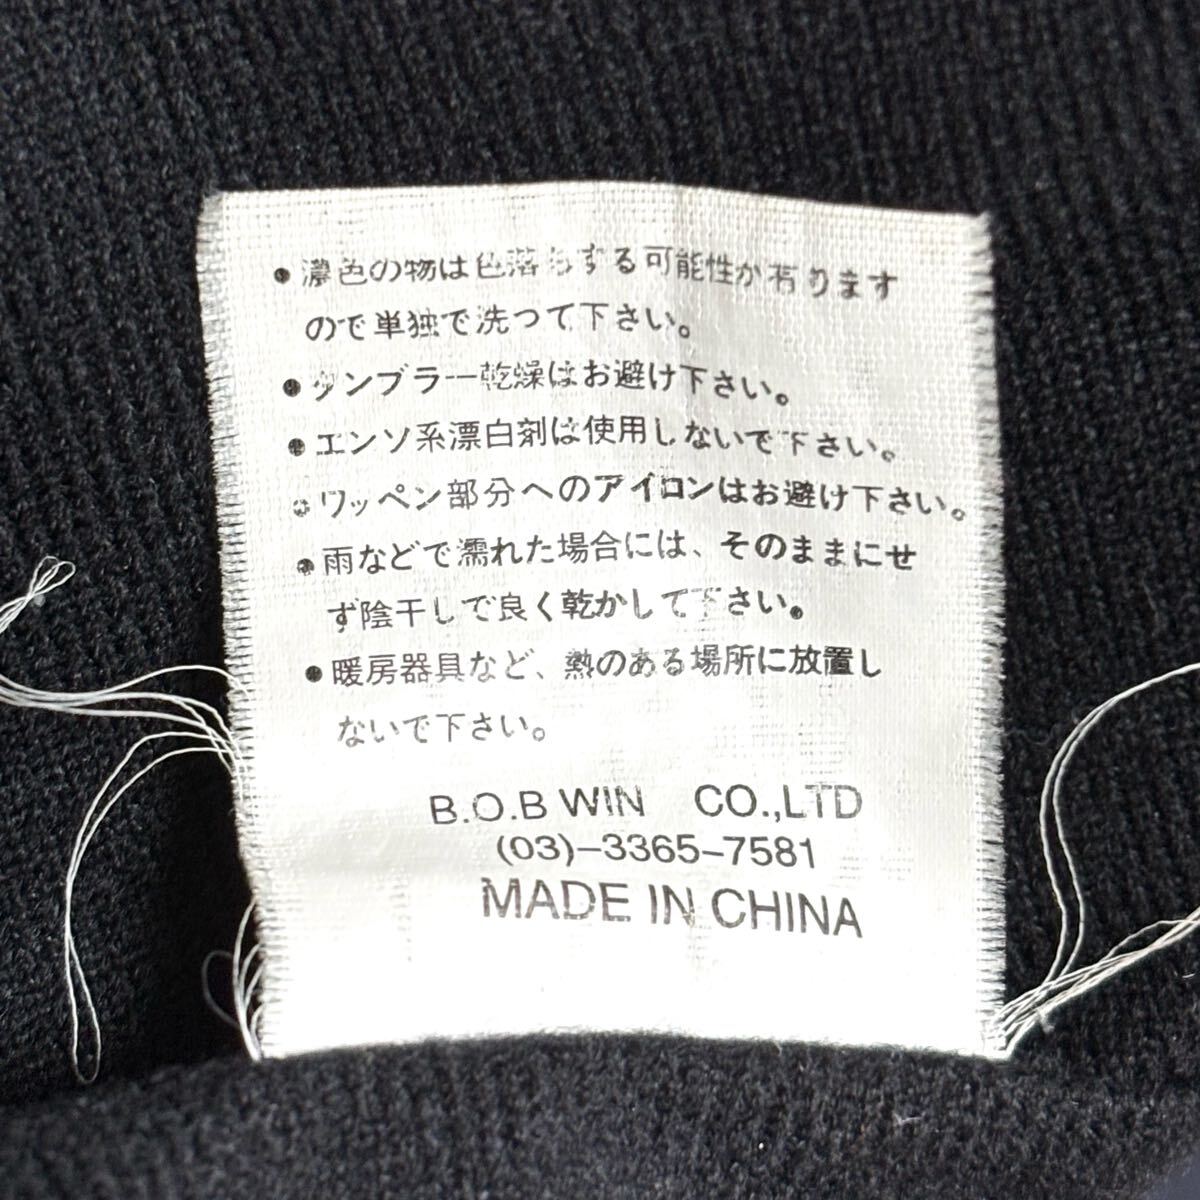 ●濃色の物は色落ちする可能性が有ります
ので単独で洗って下さい。
●タンブラー乾燥はお避け下さい。
●エンソ系漂白剤は使用しないで下さい。
●ワッペン部分へのアイロンはお避け下さい。
●雨などで濡れた場合には、そのままにせ
ず陰干しで良く乾かして下さい。
●暖房器具など、熱のある場所に放置し
ないで下さい。
B.O.B WIN CO.,LTD
(03)-3365-7581
MADE IN CHINA